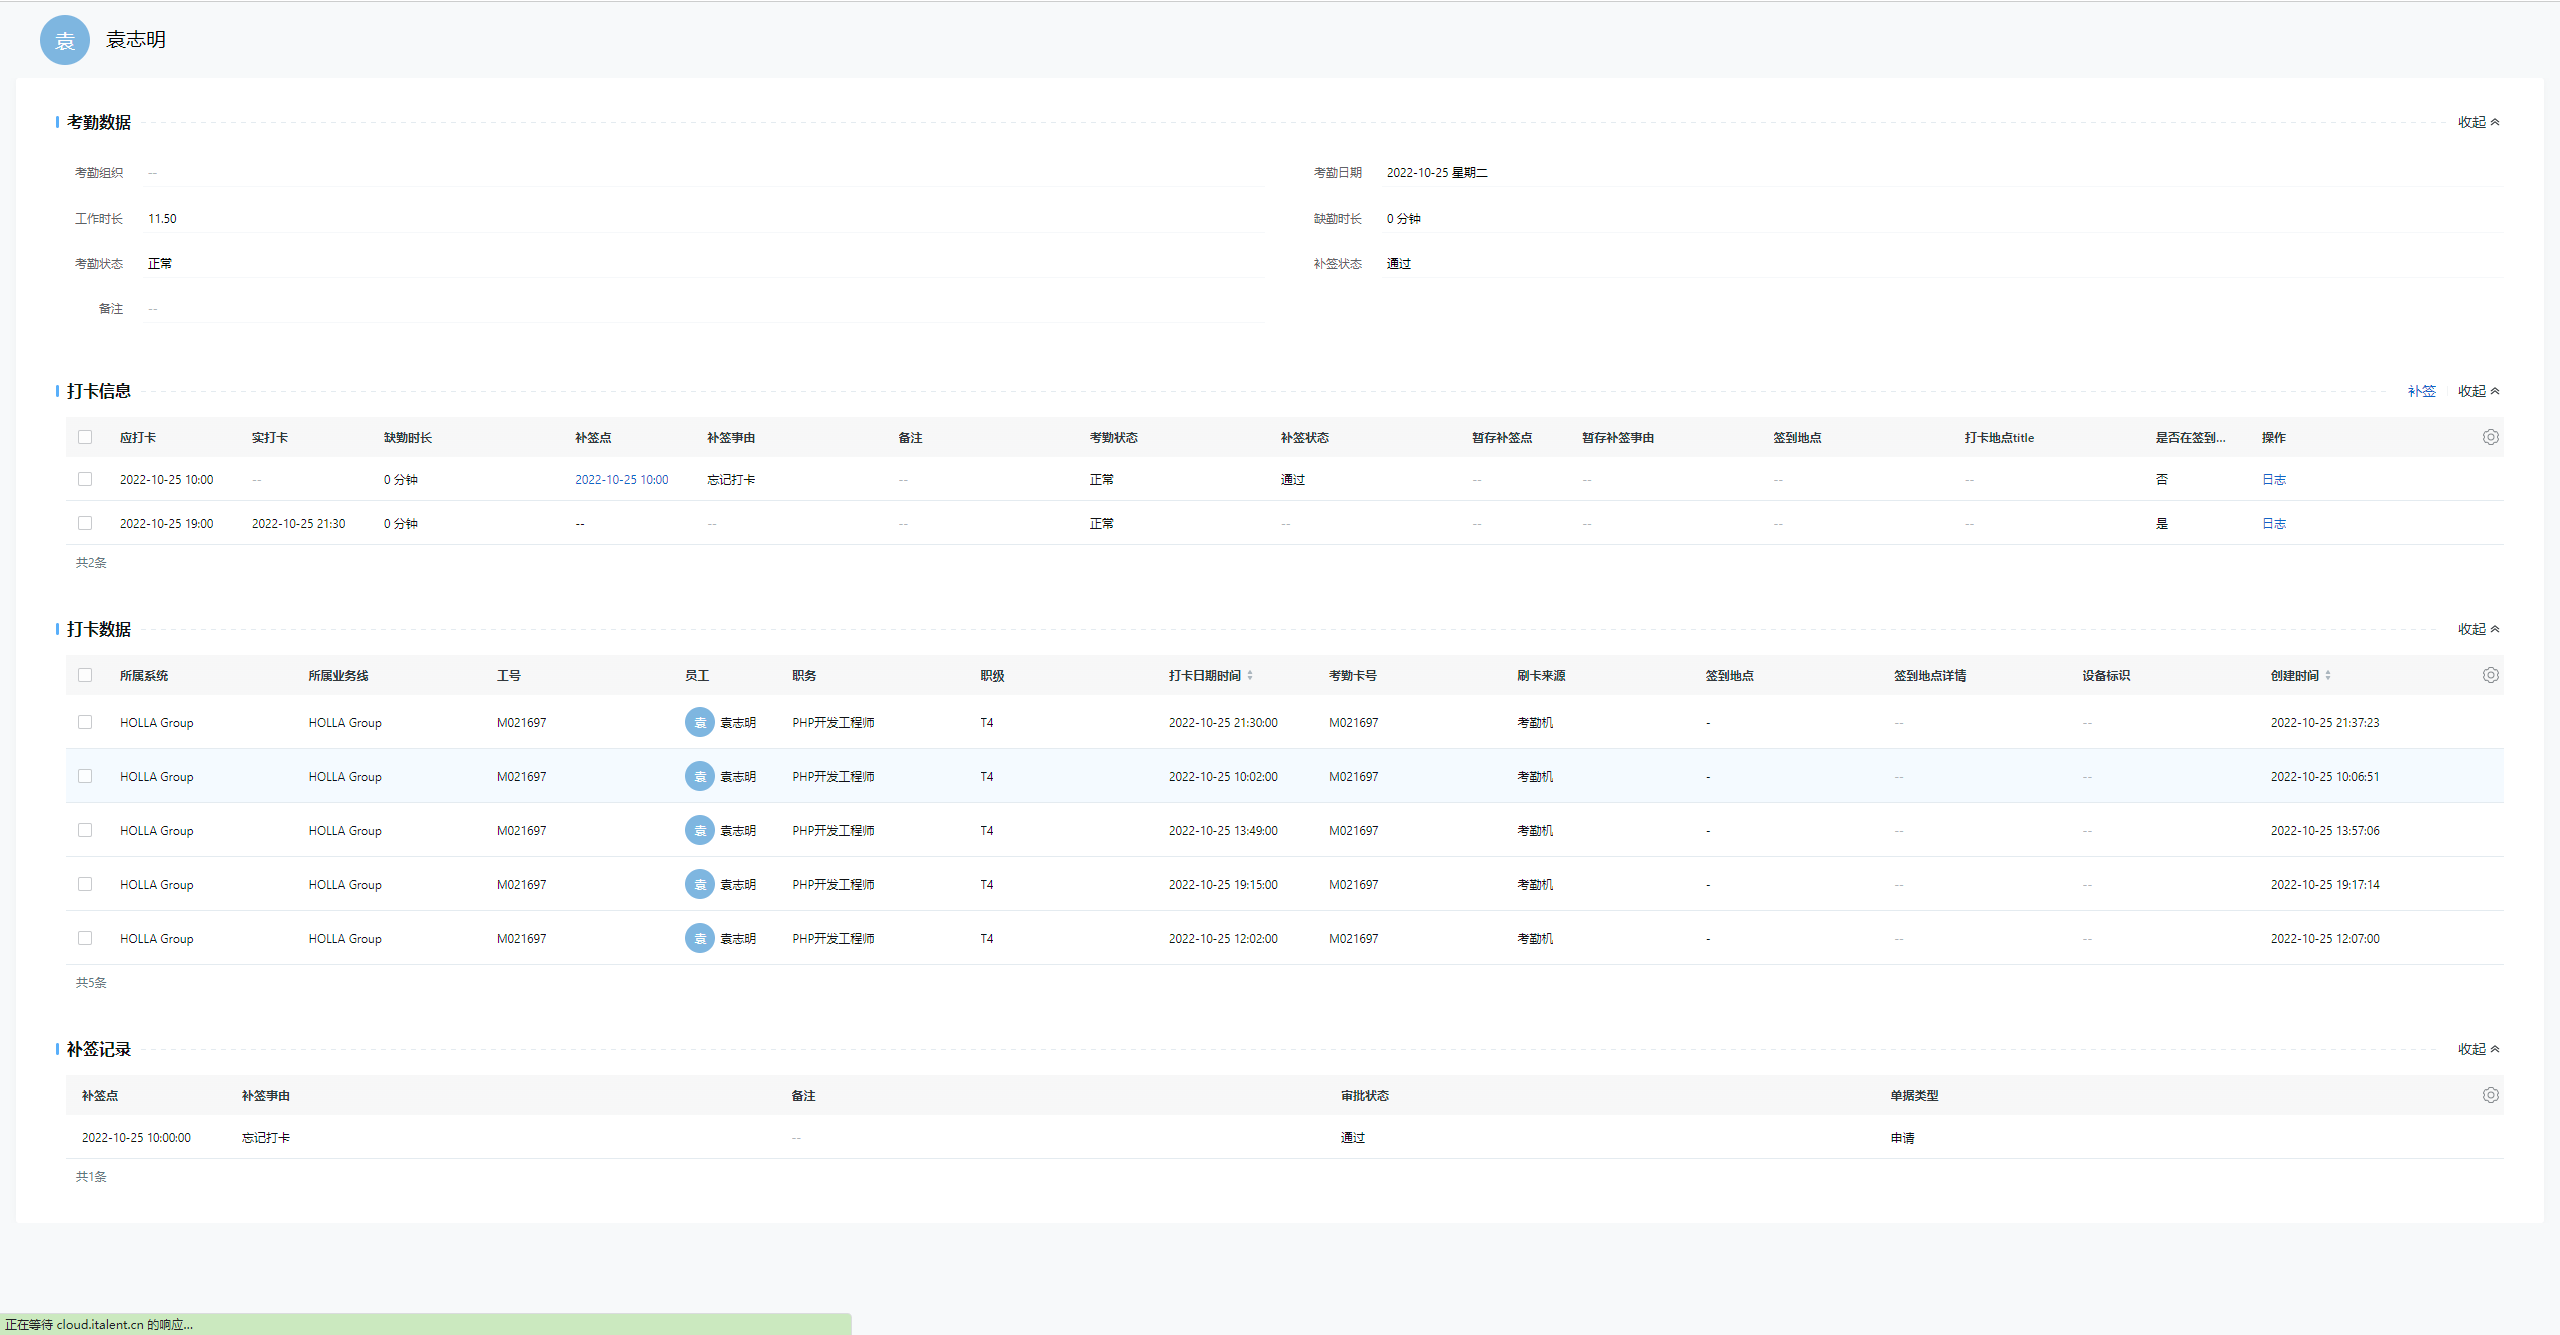 袁 袁志明
考勤数据 收起
考勤组织 -- 考勤日期 2022-10-25 星期二
工作时长 11.50 缺勤时长 0 分钟
考勤状态 正常 补签状态 通过
备注 --
打卡信息 补签 收起
应打卡 实打卡 缺勤时长 补签点 补签事由 备注 考勤状态 补签状态 暂存补签点 暂存补签事由 签到地点 打卡地点title 是否在签到... 操作
2022-10-25 10:00 -- 0 分钟 2022-10-25 10:00 忘记打卡 -- 正常 通过 -- -- -- -- 否 日志
2022-10-25 19:00 2022-10-25 21:30 0 分钟 -- -- -- 正常 -- -- -- -- -- 是 日志
共2条
打卡数据 收起
所属系统 所属业务线 工号 员工 职务 职级 打卡日期时间 考勤卡号 刷卡来源 签到地点 签到地点详情 设备标识 创建时间
HOLLA Group HOLLA Group M021697 袁 袁志明 PHP开发工程师 T4 2022-10-25 21:30:00 M021697 考勤机 - -- -- 2022-10-25 21:37:23
HOLLA Group HOLLA Group M021697 袁 袁志明 PHP开发工程师 T4 2022-10-25 10:02:00 M021697 考勤机 - -- -- 2022-10-25 10:06:51
HOLLA Group HOLLA Group M021697 袁 袁志明 PHP开发工程师 T4 2022-10-25 13:49:00 M021697 考勤机 - -- -- 2022-10-25 13:57:06
HOLLA Group HOLLA Group M021697 袁 袁志明 PHP开发工程师 T4 2022-10-25 19:15:00 M021697 考勤机 - -- -- 2022-10-25 19:17:14
HOLLA Group HOLLA Group M021697 袁 袁志明 PHP开发工程师 T4 2022-10-25 12:02:00 M021697 考勤机 - -- -- 2022-10-25 12:07:00
共5条
补签记录 收起
补签点 补签事由 备注 审批状态 单据类型
2022-10-25 10:00:00 忘记打卡 -- 通过 申请
共1条
正在等待 cloud.italent.cn 的响应...